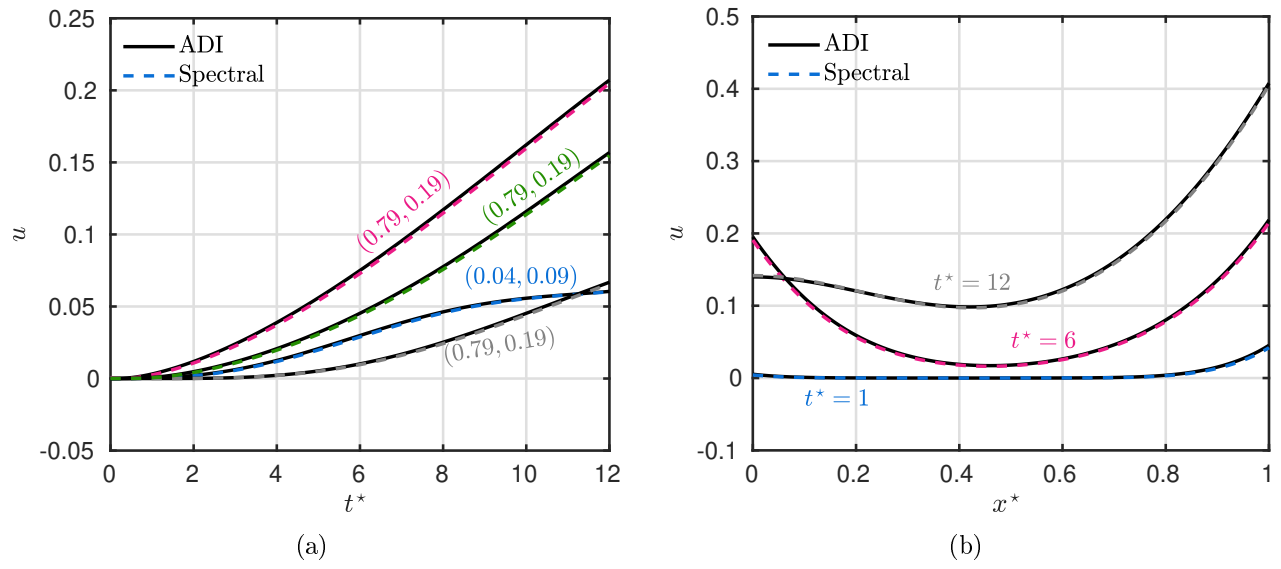 0.25
0.2
0.15
0.1
0.05
0
-0.05
u
ADI
Spectral
(0.79, 0.19)
(0.79, 0.19)
(0.04, 0.09)
(0.79, 0.19)
0 2 4 6 8 10 12
t⋆
(a)
0.5
0.4
0.3
0.2
0.1
0
-0.1
u
ADI
Spectral
t⋆ = 12
t⋆ = 6
t⋆ = 1
0 0.2 0.4 0.6 0.8 1
x⋆
(b)